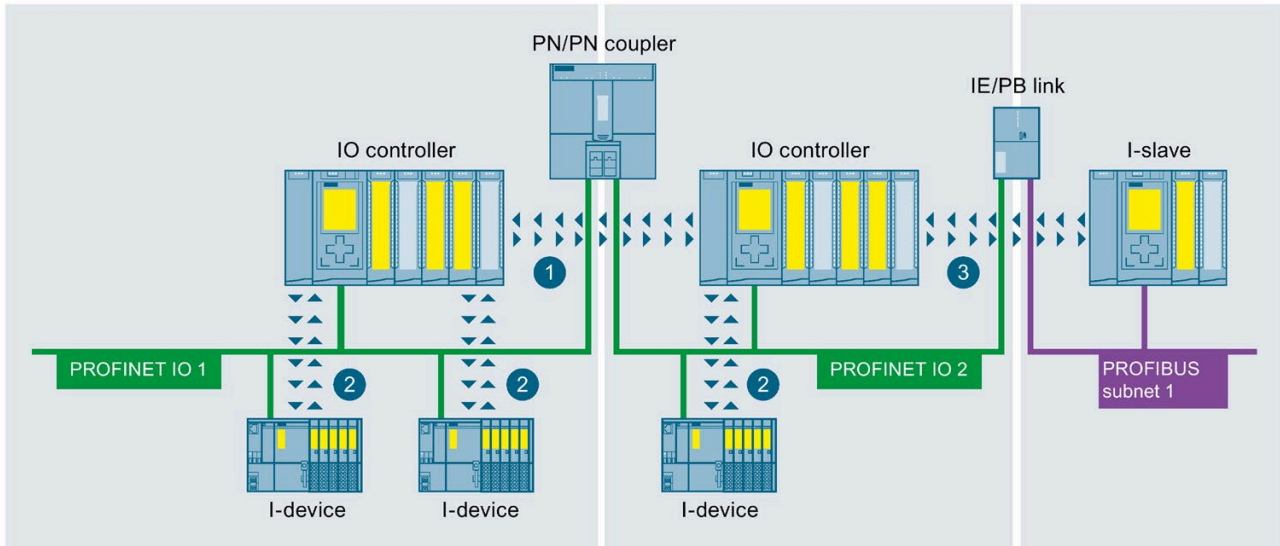 PN/PN coupler
IE/PB link
IO controller
IO controller
I-slave
1
3
PROFINET IO 1
2
2
2
PROFINET IO 2
PROFIBUS
subnet 1
I-device
I-device
I-device